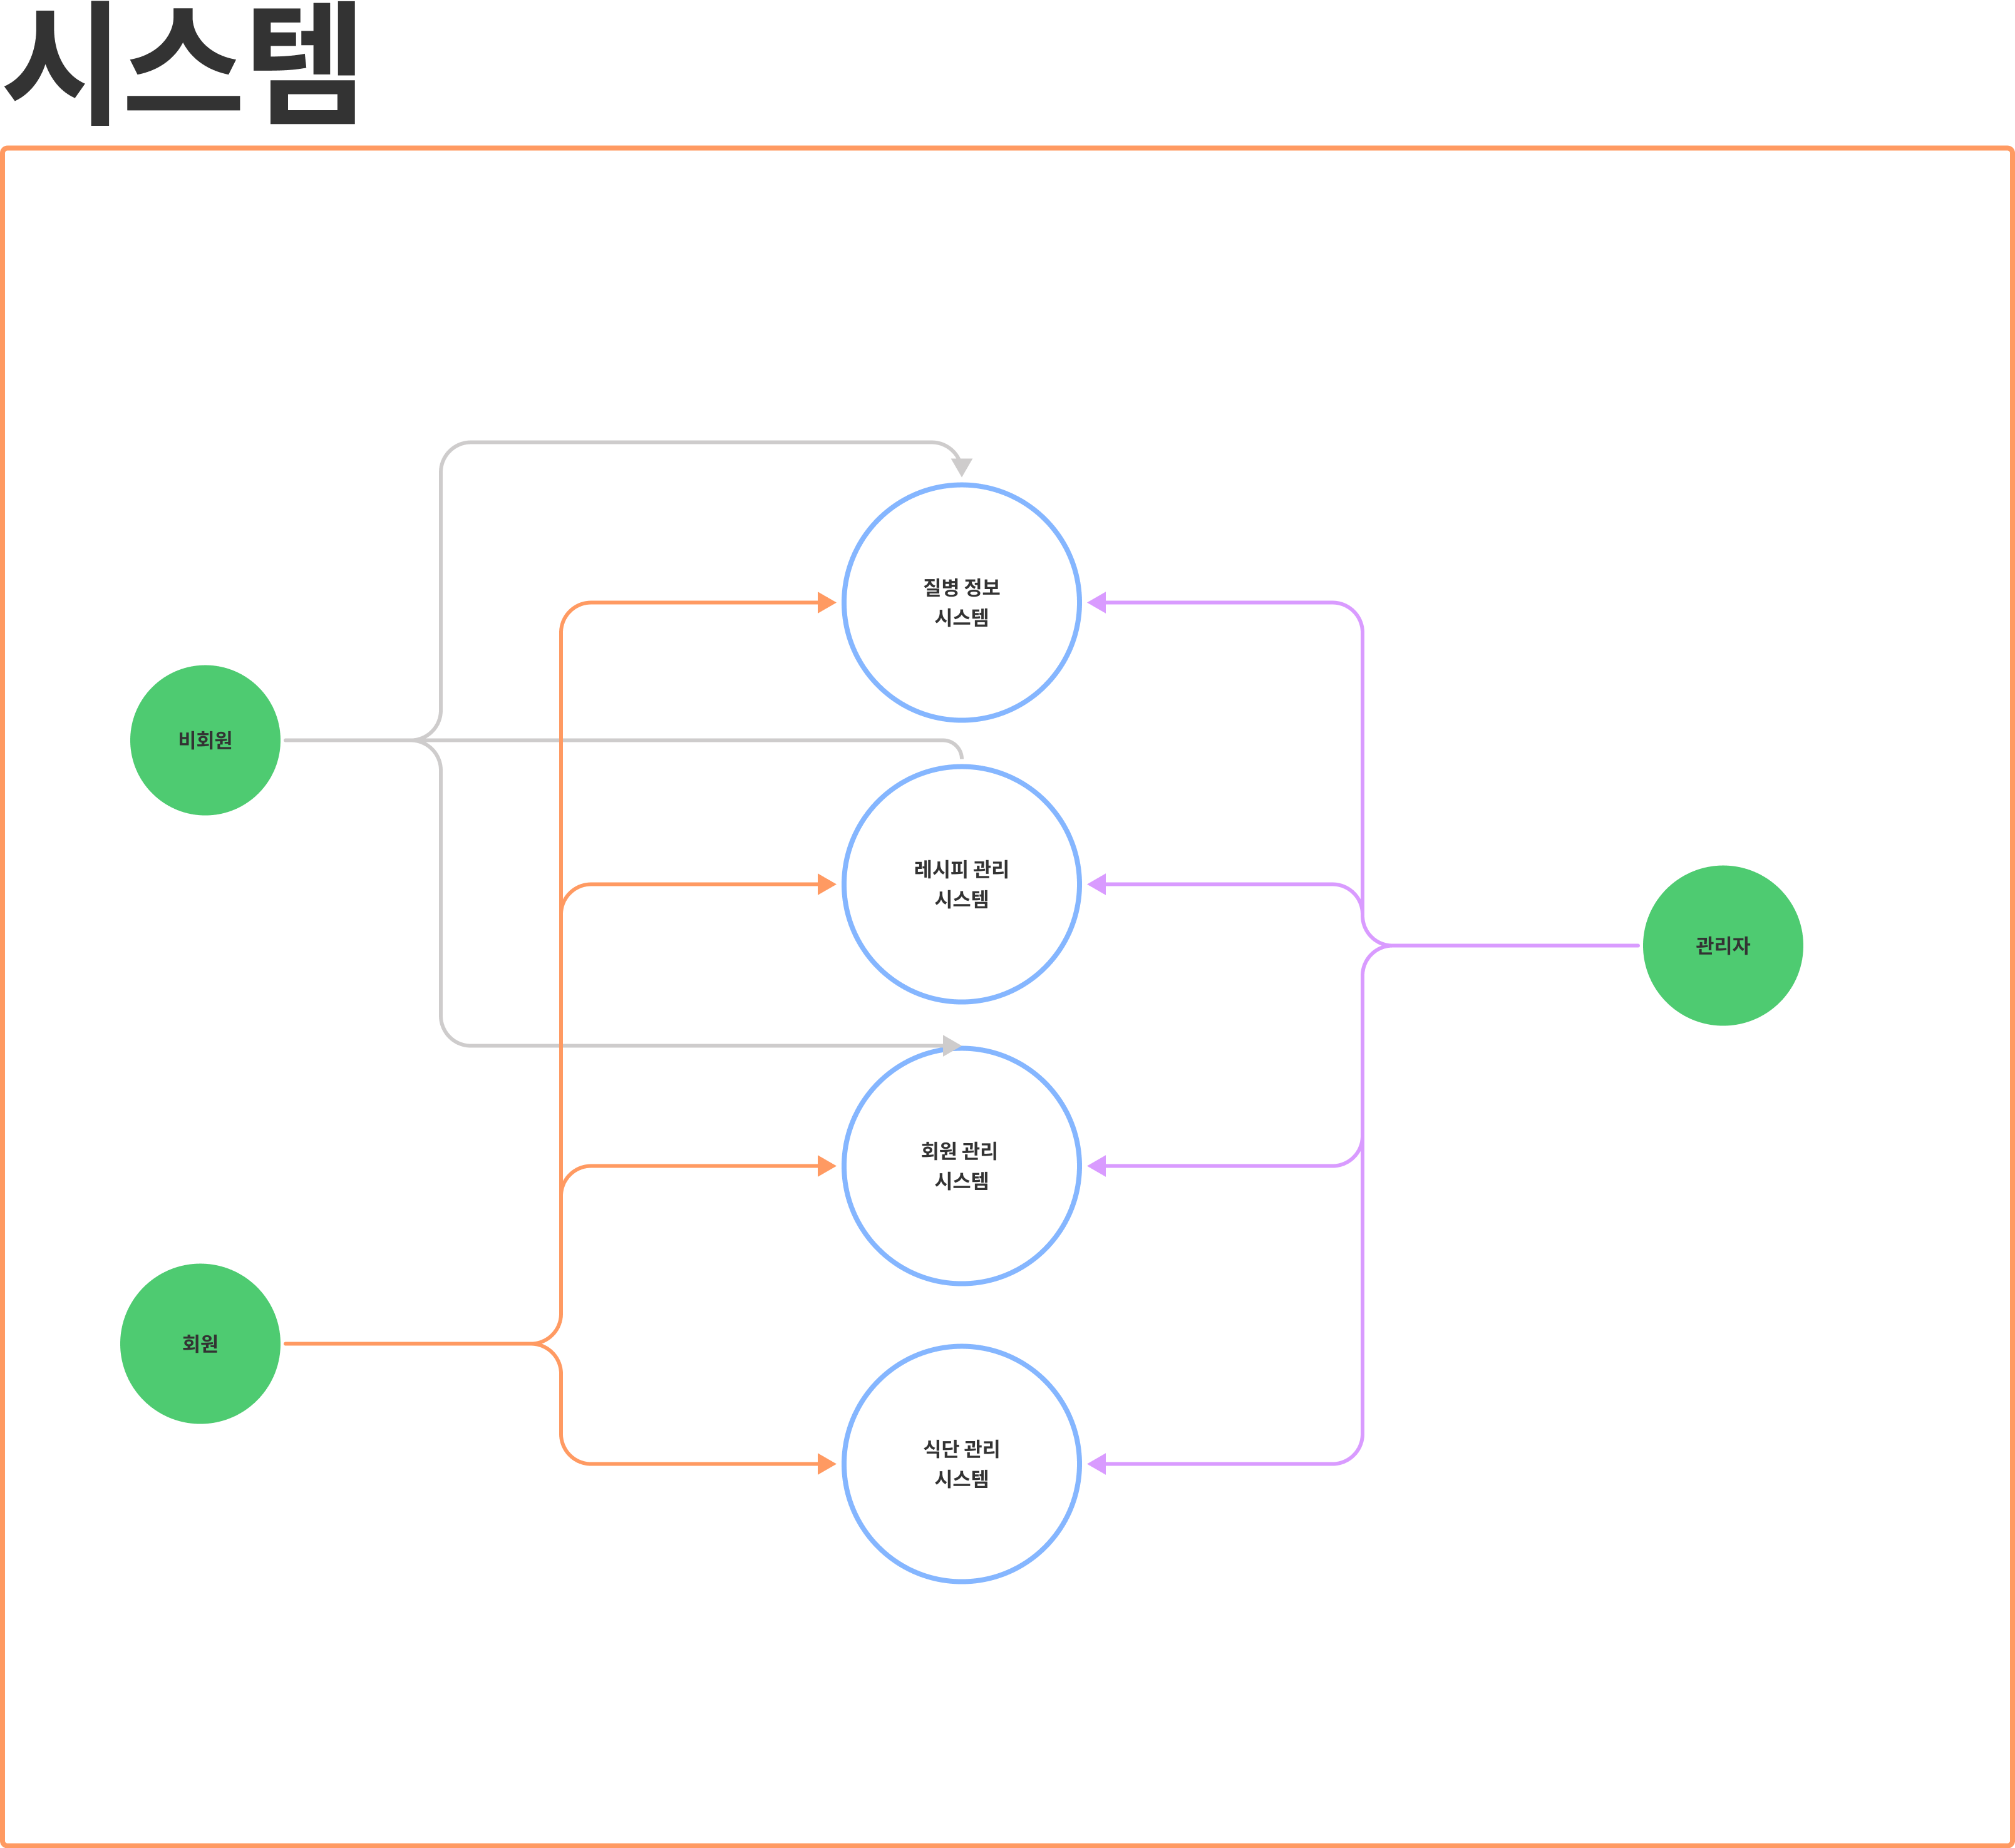 시스템
질병 정보
시스템
비회원
레시피 관리
시스템
관리자
회원 관리
시스템
회원
식단 관리
시스템